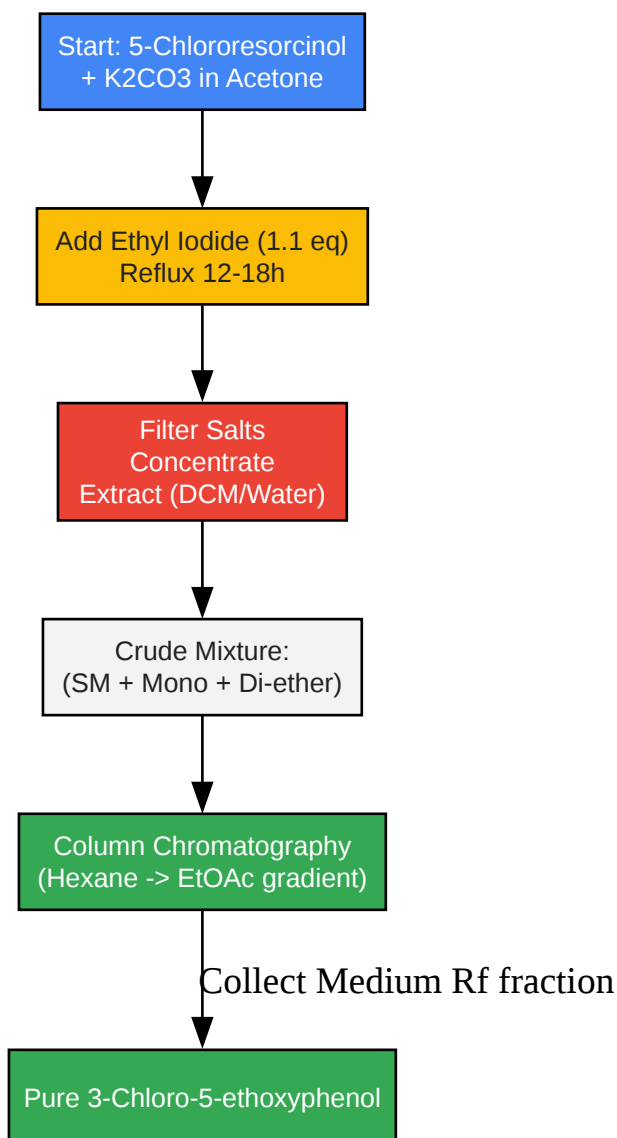 Start: 5-Chlororesorcinol
+ K2CO3 in Acetone
Add Ethyl Iodide (1.1 eq)
Reflux 12-18h
Filter Salts
Concentrate
Extract (DCM/Water)
Crude Mixture:
(SM + Mono + Di-ether)
Column Chromatography
(Hexane -> EtOAc gradient)
Collect Medium Rf fraction
Pure 3-Chloro-5-ethoxyphenol